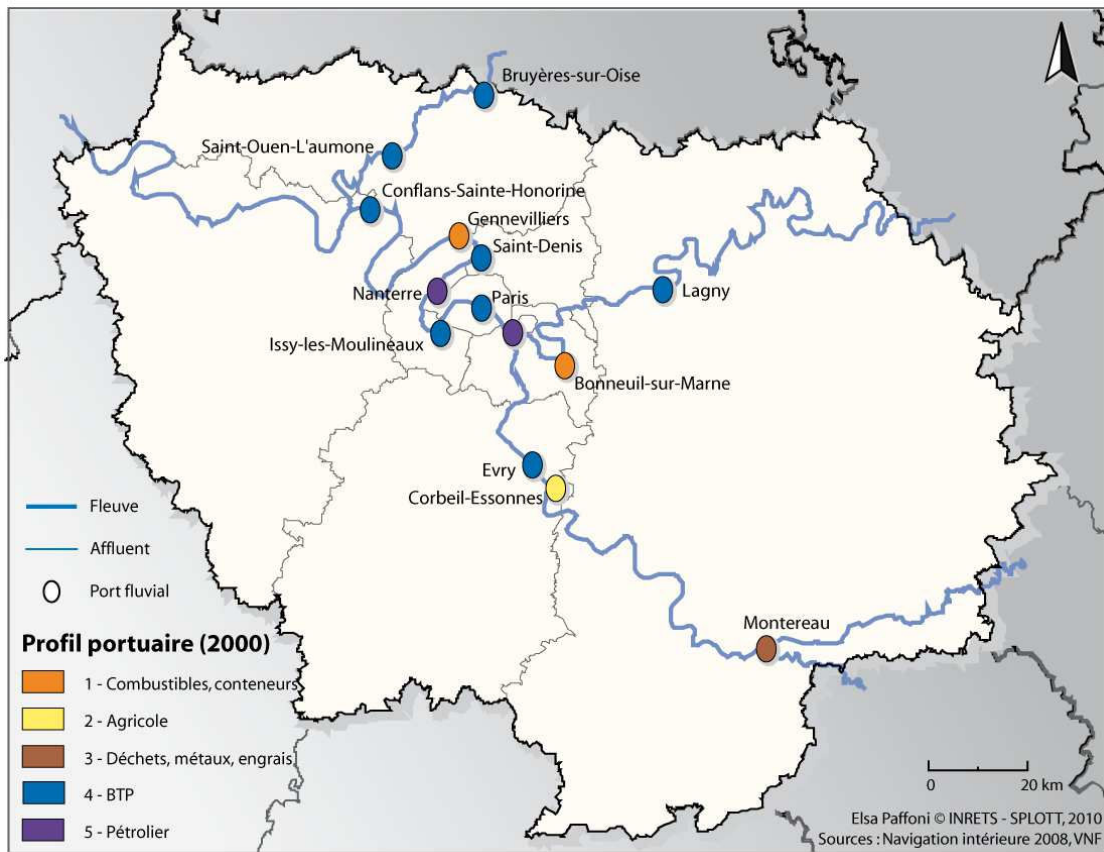 Bruyères-sur-Oise
Saint-Ouen-L'aumone
Conflans-Sainte-Honorine
Gennevilliers
Saint-Denis
Nanterre
Paris
Lagny
Issy-les-Moulineaux
Bonneuil-sur-Marne
Evry
Corbeil-Essonnes
Montereau
Fleuve
Affluent
Port fluvial
Profil portuaire (2000)
1 - Combustibles, conteneurs
2 - Agricole
3 - Déchets, métaux, engrais
4 - BTP
5 - Pétrolier
0 20 km
Elsa Paffoni © INRETS - SPLOTT, 2010
Sources : Navigation intérieure 2008, VNF